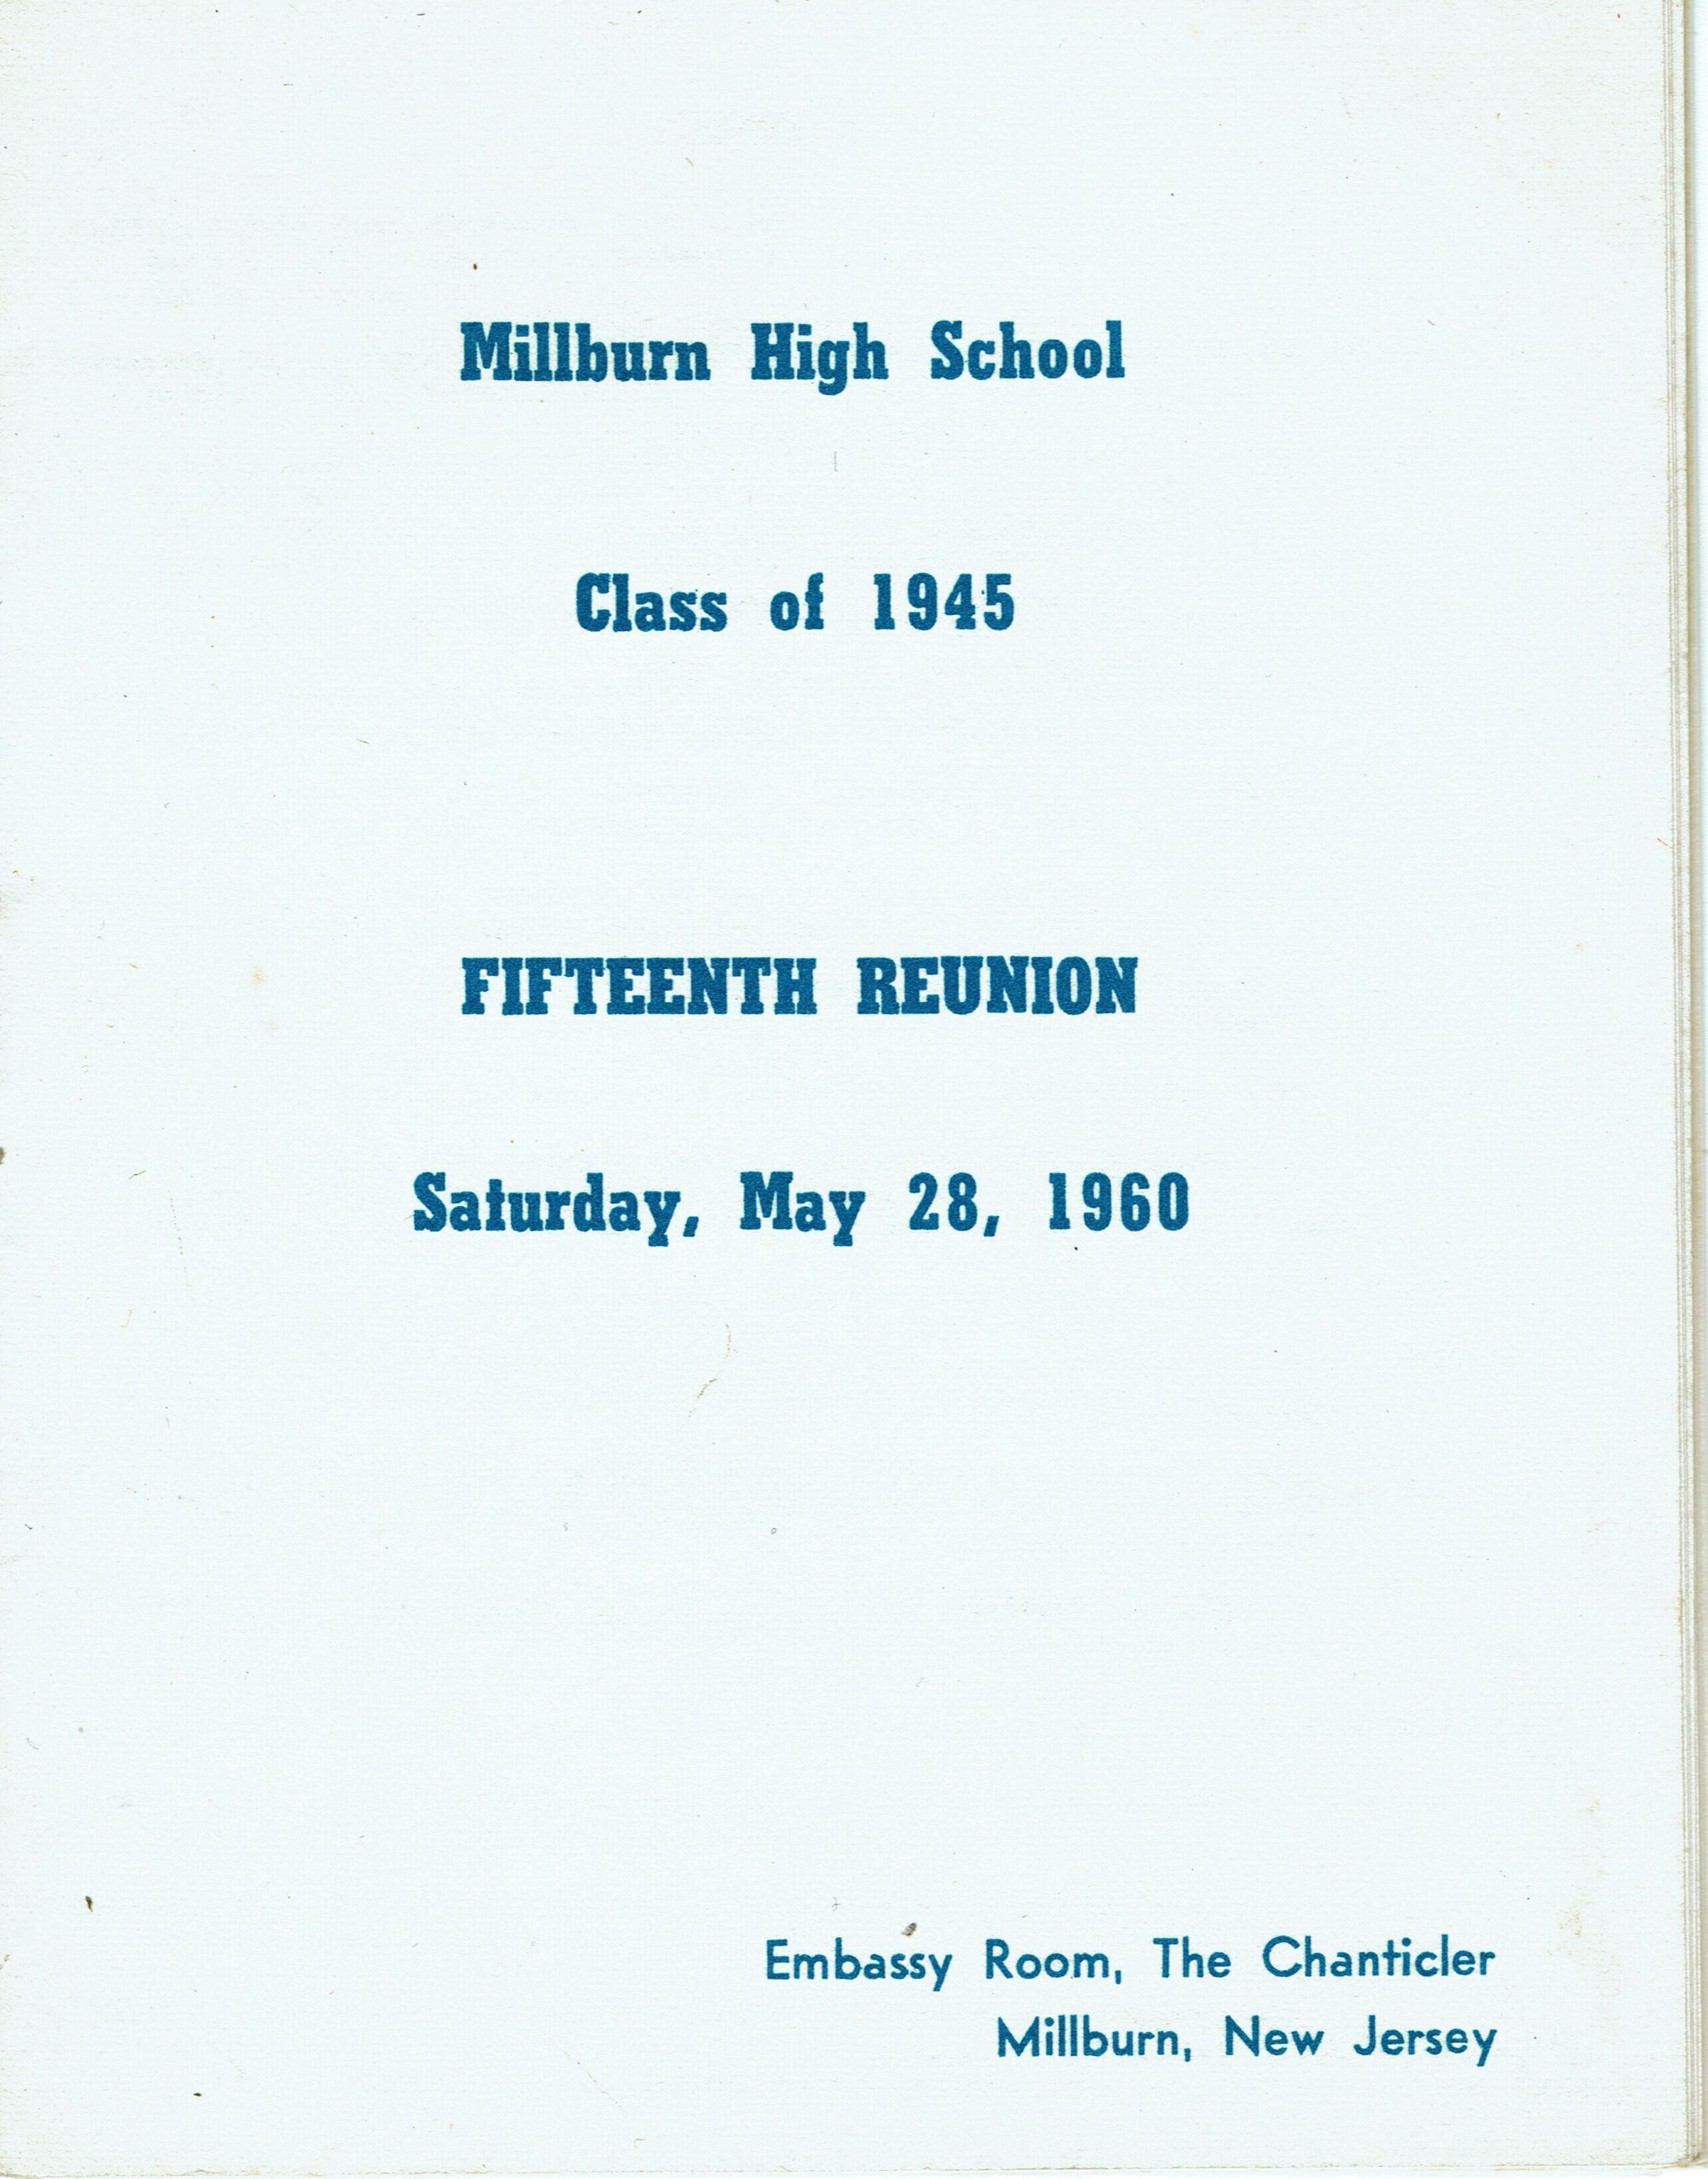 Millburn High School
Class of 1945
FIFTEENTH REUNION
Saturday, May 28, 1960
Embassy Room, The Chanticler
Millburn, New Jersey